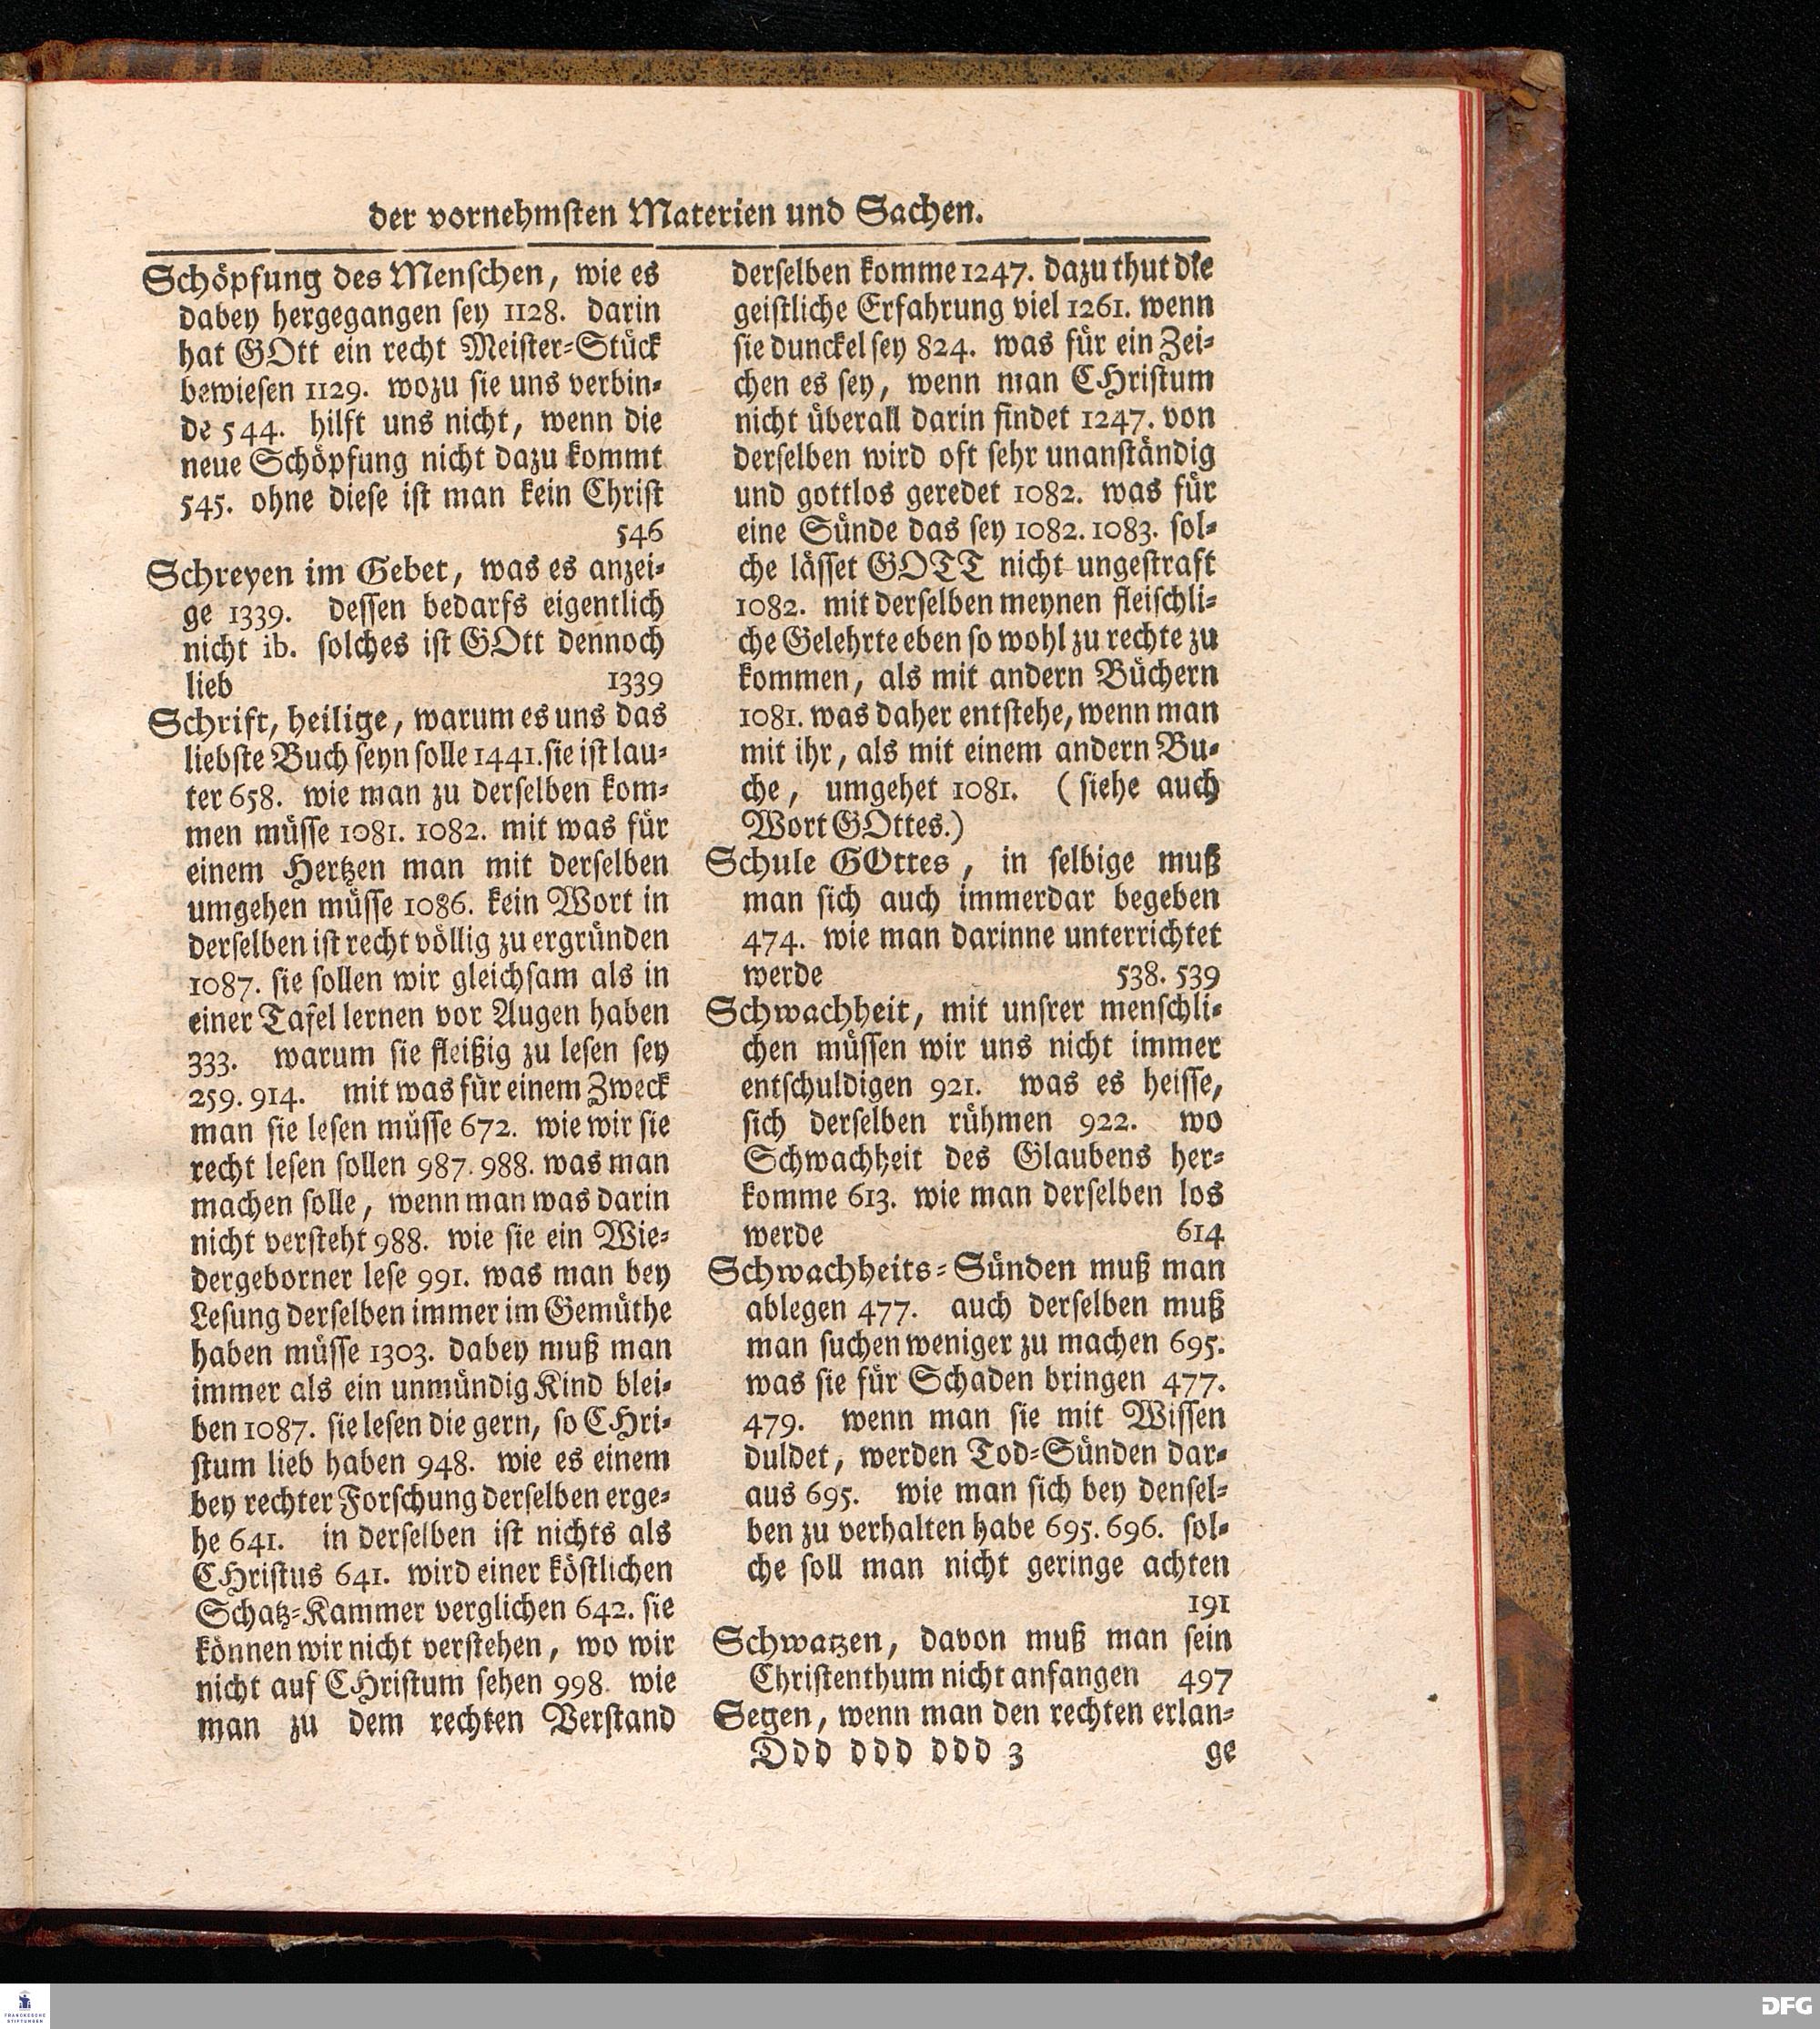 der vornehmsten Materien und Sachen.
Schöpfung des Menschen, wie es
dabey hergegangen sey 1128. darin
hat GOtt ein recht Meister-Stück
bewiesen 1129. wozu sie uns verbin-
de 544. hilft uns nicht, wenn die
neue Schöpfung nicht dazu kommt
545. ohne diese ist man kein Christ
546
Schreyen im Gebet, was es anzei-
ge 1339. dessen bedarfs eigentlich
nicht ib. solches ist GOtt dennoch
lieb 1339
Schrift, heilige, warum es uns das
liebste Buch seyn solle 1441. sie ist lau-
ter 658. wie man zu derselben kom-
men müsse 1081. 1082. mit was für
einem Hertzen man mit derselben
umgehen müsse 1086. kein Wort in
derselben ist recht völlig zu ergründen
1087. sie sollen wir gleichsam als in
einer Tafel lernen vor Augen haben
333. warum sie fleißig zu lesen sey
259. 914. mit was für einem Zweck
man sie lesen müsse 672. wie wir sie
recht lesen sollen 987. 988. was man
machen solle, wenn man was darin
nicht versteht 988. wie sie ein Wie-
dergeborner lese 991. was man bey
Lesung derselben immer im Gemüthe
haben müsse 1303. dabey muß man
immer als ein unmündig Kind blei-
ben 1087. sie lesen die gern, so CHri-
stum lieb haben 948. wie es einem
bey rechter Forschung derselben erge-
he 641. in derselben ist nichts als
CHristus 641. wird einer köstlichen
Schatz-Kammer verglichen 642. sie
können wir nicht verstehen, wo wir
nicht auf CHristum sehen 998. wie
man zu dem rechten Verstand
derselben komme 1247. dazu thut die
geistliche Erfahrung viel 1261. wenn
sie dunckel sey 824. was für ein Zei-
chen es sey, wenn man CHristum
nicht überall darin findet 1247. von
derselben wird oft sehr unanständig
und gottlos geredet 1082. was für
eine Sünde das sey 1082. 1083. sol-
che lässet GOTT nicht ungestraft
1082. mit derselben meynen fleischli-
che Gelehrte eben so wohl zu rechte zu
kommen, als mit andern Büchern
1081. was daher entstehe, wenn man
mit ihr, als mit einem andern Bu-
che, umgehet 1081. (siehe auch
Wort GOttes.)
Schule GOttes, in selbige muß
man sich auch immerdar begeben
474. wie man darinne unterrichtet
werde 538. 539
Schwachheit, mit unsrer menschli-
chen müssen wir uns nicht immer
entschuldigen 921. was es heisse,
sich derselben rühmen 922. wo
Schwachheit des Glaubens her-
komme 613. wie man derselben los
werde 614
Schwachheits-Sünden muß man
ablegen 477. auch derselben muß
man suchen weniger zu machen 695.
was sie für Schaden bringen 477.
479. wenn man sie mit Wissen
duldet, werden Tod-Sünden dar-
aus 695. wie man sich bey densel-
ben zu verhalten habe 695. 696. sol-
che soll man nicht geringe achten
191
Schwatzen, davon muß man sein
Christenthum nicht anfangen 497
Segen, wenn man den rechten erlan-
Ddd ddd ddd 3 ge
FRANCKESCHE
STIFTUNGEN
DFG